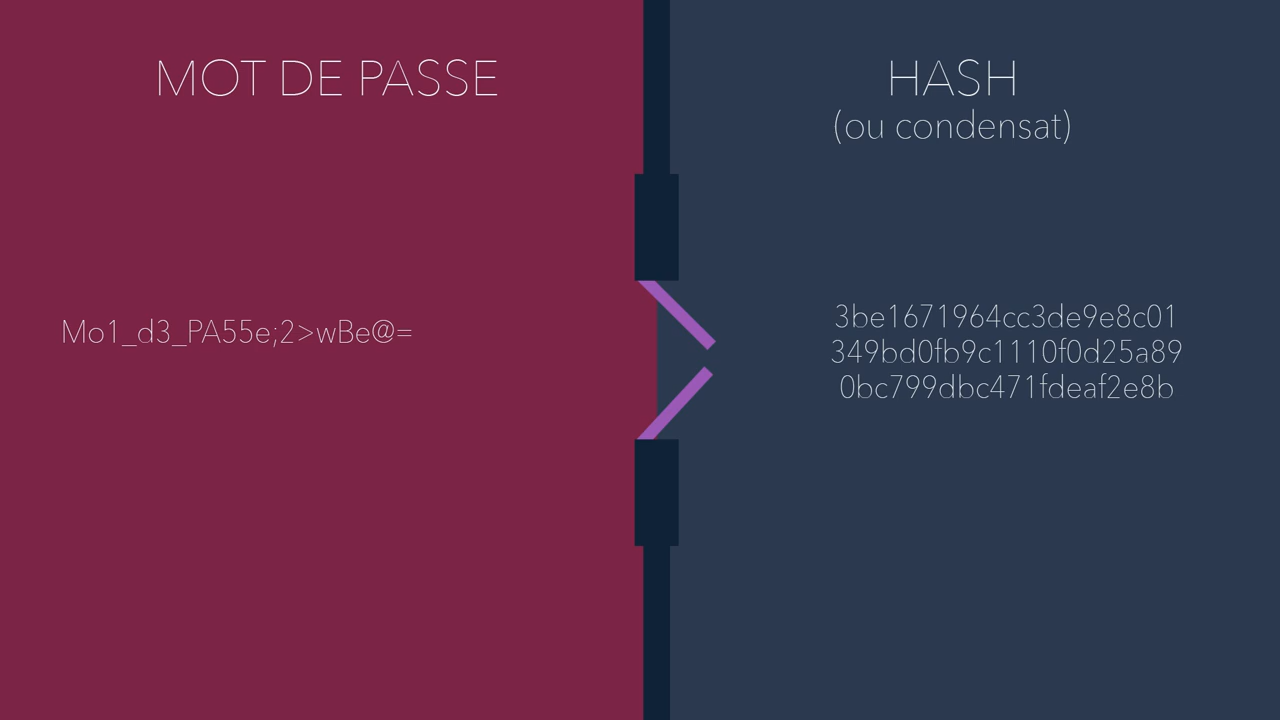 MOT DE PASSE
Mo1_d3_PA55e;2>wBe@=
HASH
(ou condensat)
3be1671964cc3de9e8c01
349bd0fb9c1110f0d25a89
0bc799dbc471fdeaf2e8b